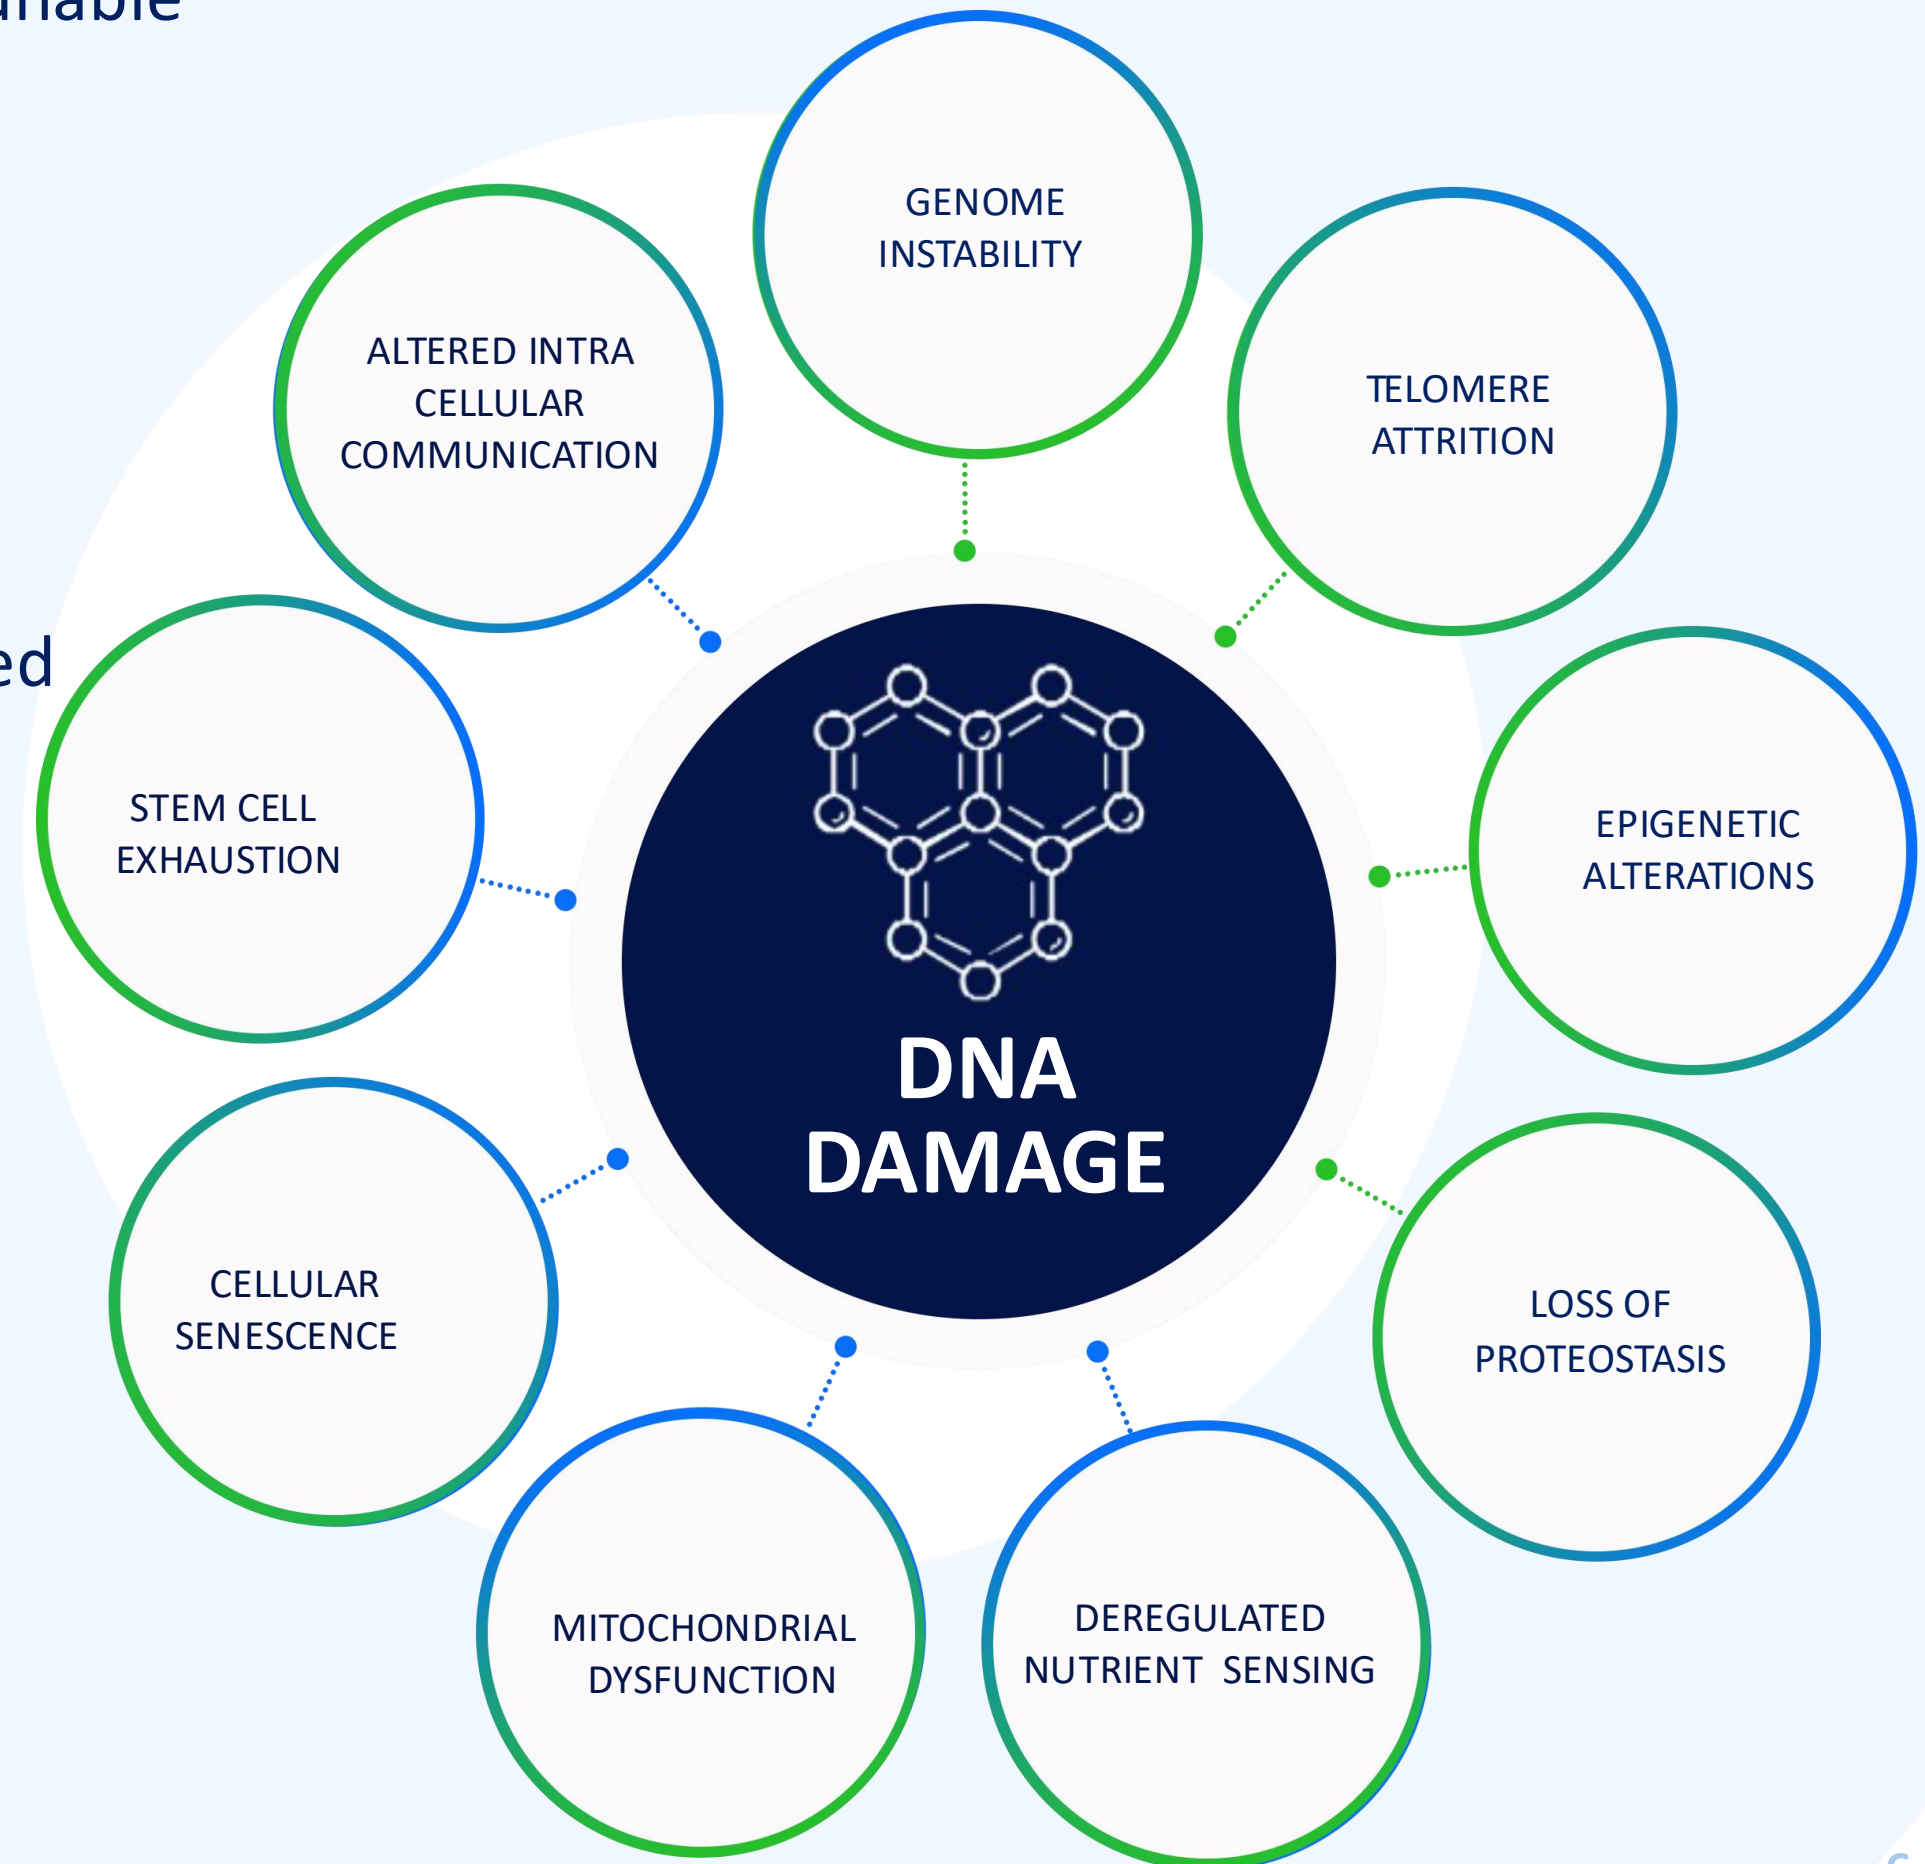 GENOME
INSTABILITY
TELOMERE
ATTRITION
EPIGENETIC
ALTERATIONS
LOSS OF
PROTEOSTASIS
DEREGULATED
NUTRIENT  SENSING
MITOCHONDRIAL
DYSFUNCTION
CELLULAR
SENESCENCE
STEM CELL
EXHAUSTION
ALTERED INTRA
CELLULAR
COMMUNICATION
DNA
DAMAGE